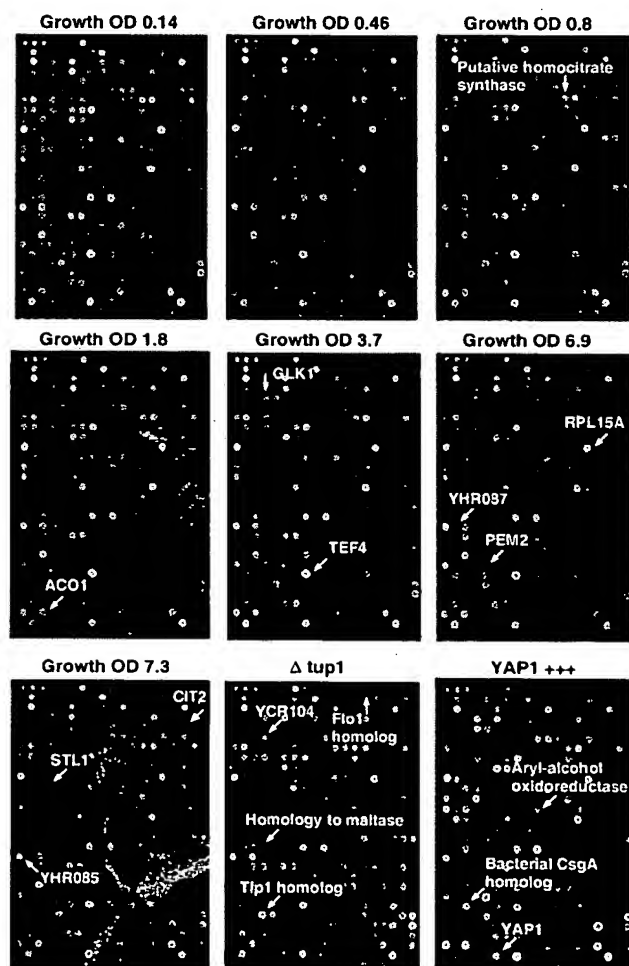 Growth OD 0.14
Growth OD 0.46
Growth OD 0.8
Putative homocitrate
synthase
Growth OD 1.8
Growth OD 3.7
Growth OD 6.9
GLK1
RPL15A
YHR087
PEM2
TEF4
ACO1
Growth OD 7.3
Δ tup1
YAP1 +++
CIT2
YCR104
Flo1
homolog
STL1
Aryl-alcohol
oxidoreductase
Homology to maltase
YHR085
Bacterial CsgA
homolog
Tip1 homolog
YAP1